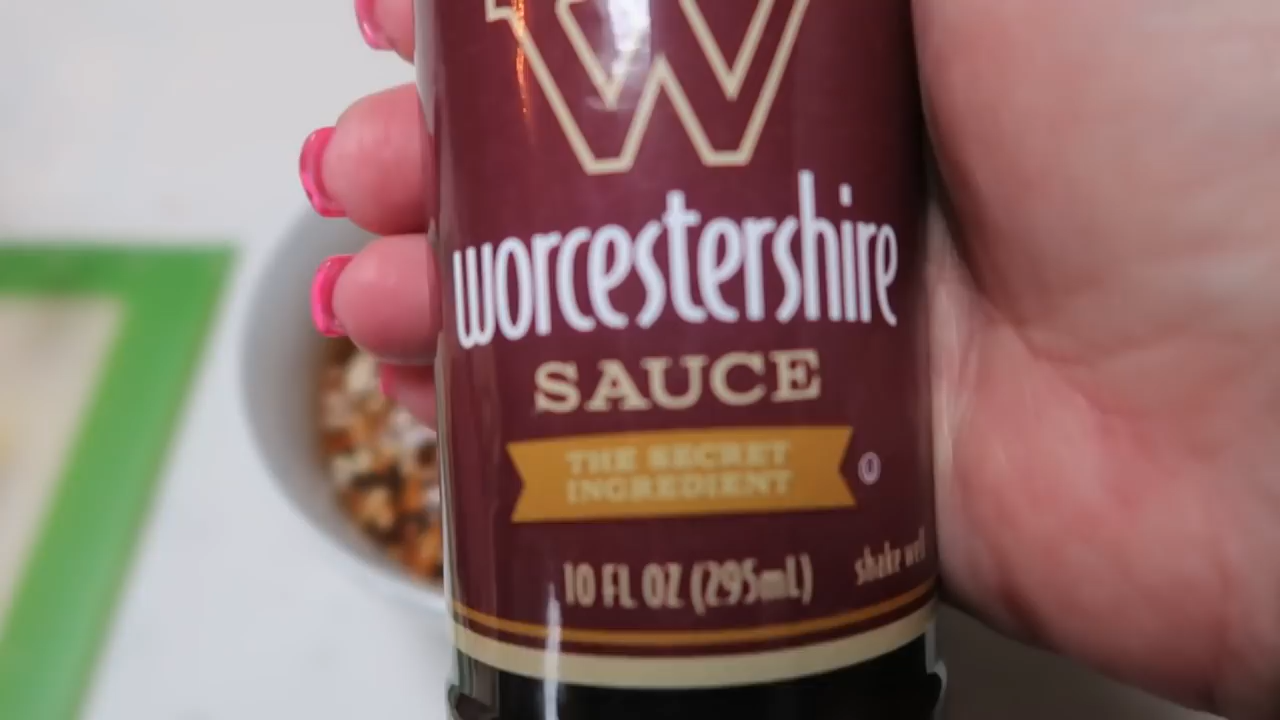 W
worcestershire
SAUCE
THE SECRET
INGREDIENT
U
10 FL OZ (295mL)
shake well